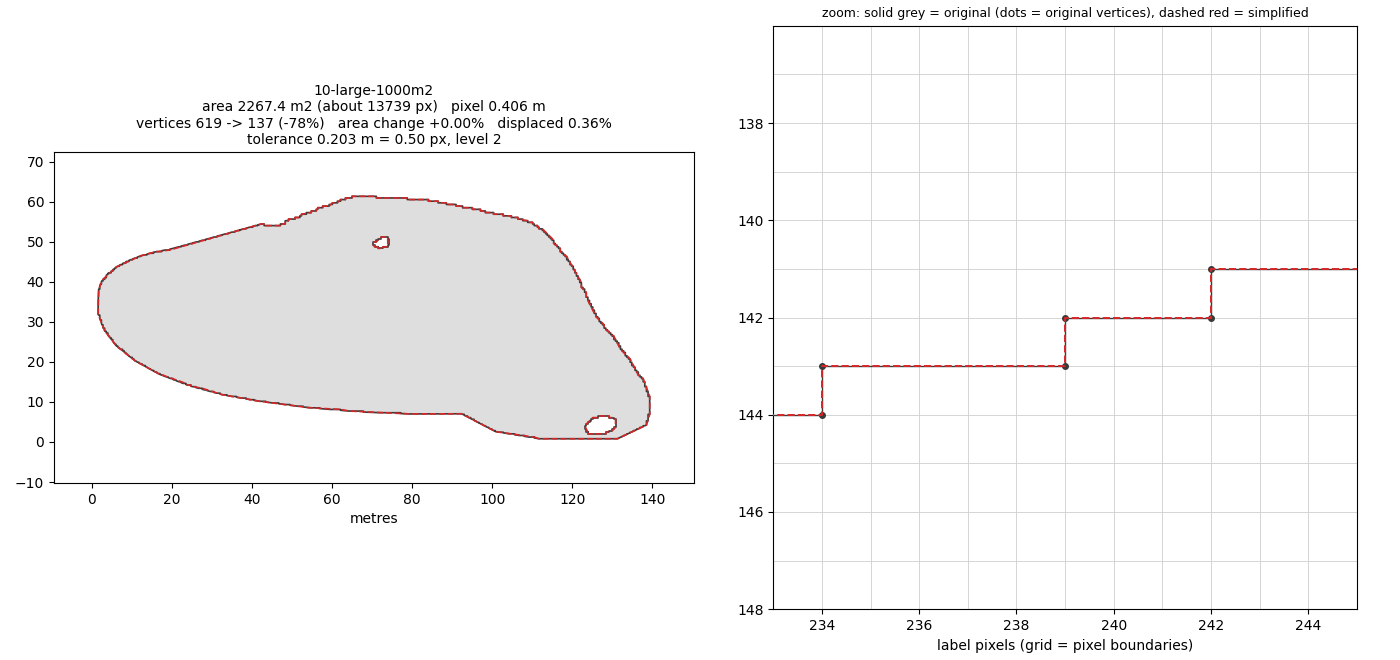 10-large-1000m2
area 2267.4 m2 (about 13739 px)   pixel 0.406 m
vertices 619 -> 137 (-78%)   area change +0.00%   displaced 0.36%
tolerance 0.203 m = 0.50 px, level 2
70
60
50
40
30
20
10
0
−10
0 20 40 60 80 100 120 140
metres
zoom: solid grey = original (dots = original vertices), dashed red = simplified
138
140
142
144
146
148
234 236 238 240 242 244
label pixels (grid = pixel boundaries)